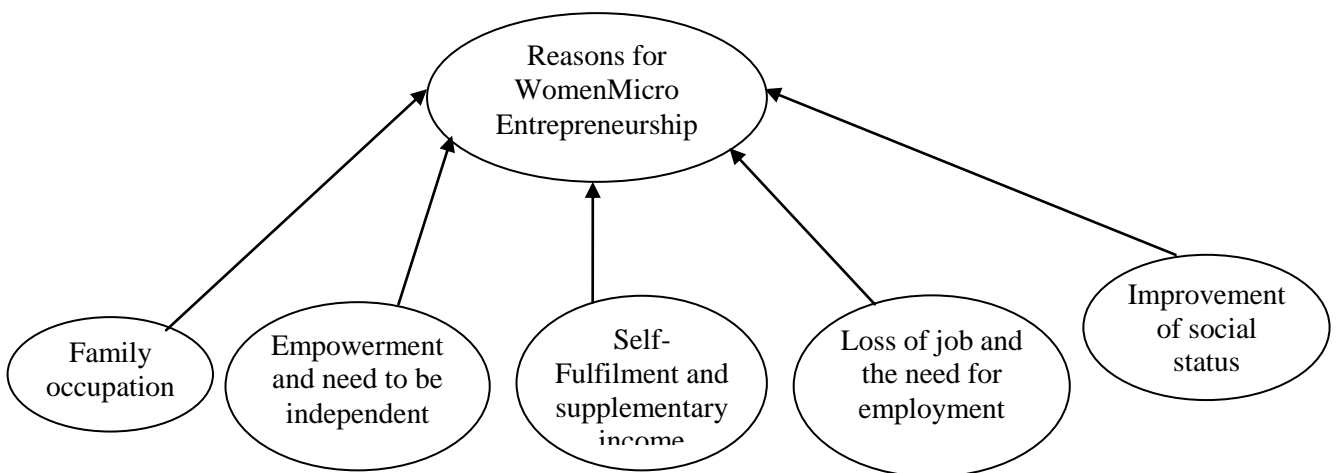 Reasons for
WomenMicro
Entrepreneurship
Family
occupation
Empowerment
and need to be
independent
Self-
Fulfilment and
supplementary
income
Loss of job and
the need for
employment
Improvement
of social
status